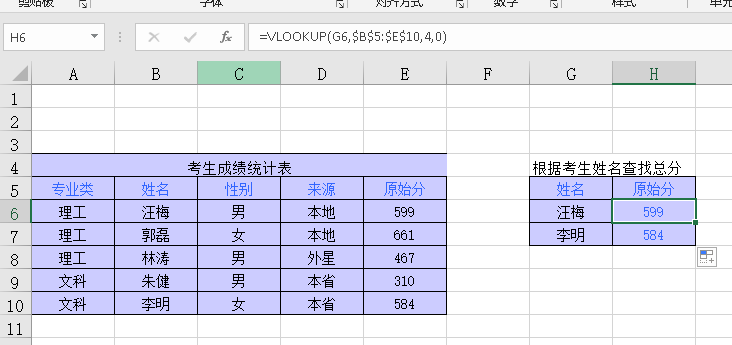 剪贴板 字体 对齐方式 数字 样式 单元
H6 fx =VLOOKUP(G6,$B$5:$E$10,4,0)
A B C D E F G H
1
2
3
4 考生成绩统计表 根据考生姓名查找总分
5 专业类 姓名 性别 来源 原始分 姓名 原始分
6 理工 汪梅 男 本地 599 汪梅 599
7 理工 郭磊 女 本地 661 李明 584
8 理工 林涛 男 外星 467
9 文科 朱健 男 本省 310
10 文科 李明 女 本省 584
11